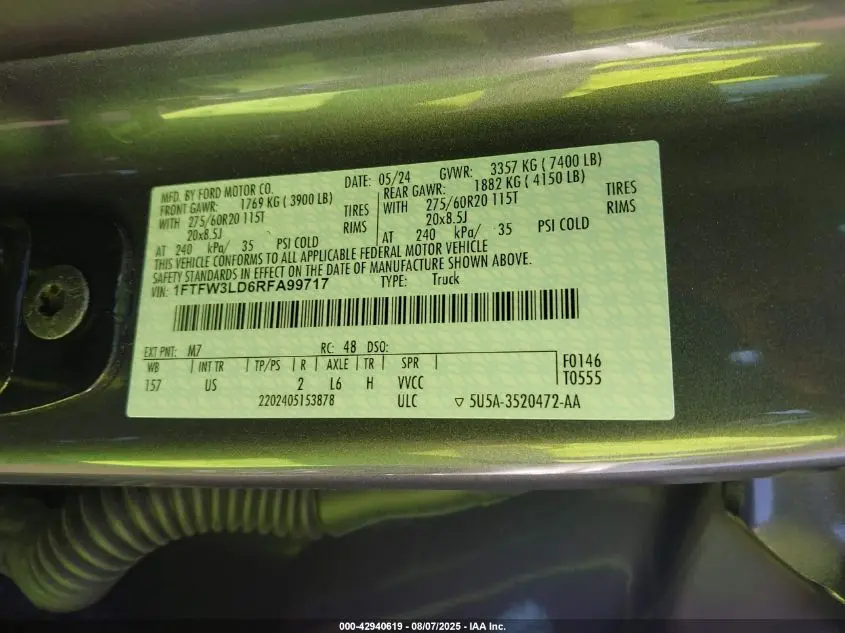 MFD. BY FORD MOTOR CO.
DATE: 05/24 GVWR: 3357 KG ( 7400 LB)
FRONT GAWR: 1769 KG ( 3900 LB)
REAR GAWR: 1882 KG ( 4150 LB)
WITH 275/60R20 115T TIRES
WITH 275/60R20 115T TIRES
20x8.5J RIMS
20x8.5J RIMS
AT 240 kPa/ 35 PSI COLD
AT 240 kPa/ 35 PSI COLD
THIS VEHICLE CONFORMS TO ALL APPLICABLE FEDERAL MOTOR VEHICLE
SAFETY STANDARDS IN EFFECT ON THE DATE OF MANUFACTURE SHOWN ABOVE.
VIN: 1FTFW3LD6RFA99717 TYPE: Truck
EXT PNT: M7 RC: 48 DSO:
WB INT TR TP/PS R AXLE TR SPR F0146
157 US 2 L6 H VVCC T0555
2202405153878 ULC ▽ 5U5A-3520472-AA
000-42940619 - 08/07/2025 - IAA Inc.